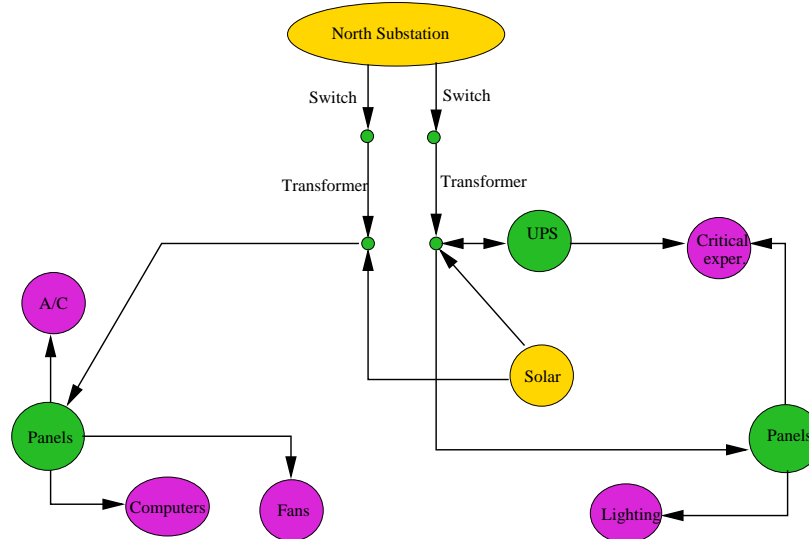 North Substation
Switch
Switch
Transformer
Transformer
UPS
Critical
exper.
A/C
Solar
Panels
Panels
Computers
Fans
Lighting